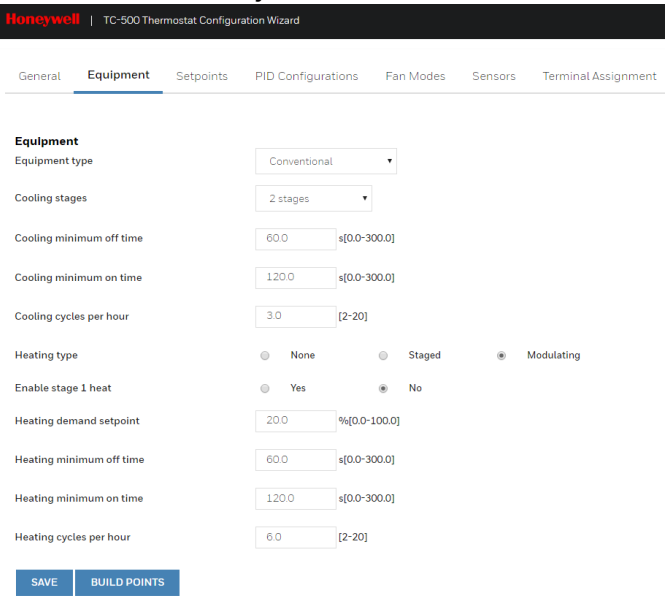 Honeywell | TC-500 Thermostat Configuration Wizard
General Equipment Setpoints PID Configurations Fan Modes Sensors Terminal Assignment
Equipment
Equipment type Conventional
Cooling stages 2 stages
Cooling minimum off time 60.0 s[0.0-300.0]
Cooling minimum on time 120.0 s[0.0-300.0]
Cooling cycles per hour 3.0 [2-20]
Heating type None Staged Modulating
Enable stage 1 heat Yes No
Heating demand setpoint 20.0 %[0.0-100.0]
Heating minimum off time 60.0 s[0.0-300.0]
Heating minimum on time 120.0 s[0.0-300.0]
Heating cycles per hour 6.0 [2-20]
SAVE BUILD POINTS